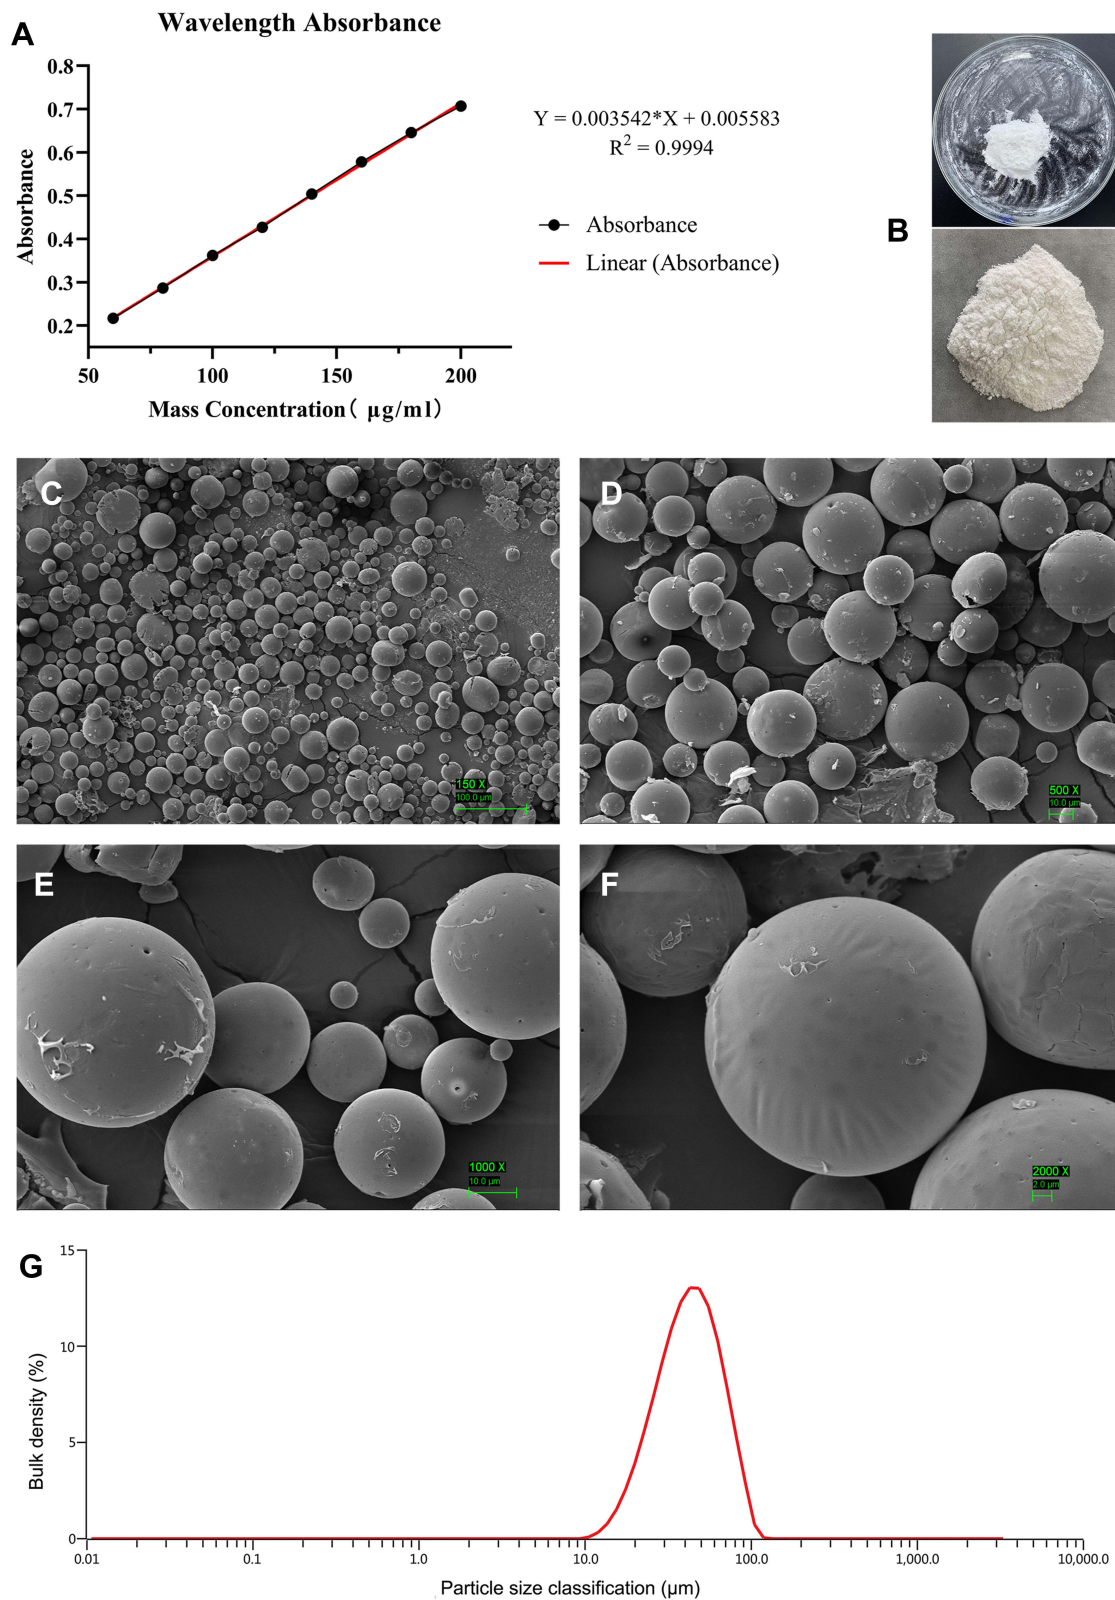 A
Wavelength Absorbance
0.8
0.7
0.6
0.5
0.4
0.3
0.2
Absorbance
50 100 150 200
Mass Concentration( μg/ml)
Y = 0.003542*X + 0.005583
R² = 0.9994
Absorbance
Linear (Absorbance)
B
C
150 X
100.0 µm
D
500 X
10.0 µm
E
1000 X
10.0 µm
F
2000 X
2.0 µm
G
15
10
5
0
Bulk density (%)
0.01 0.1 1.0 10.0 100.0 1,000.0 10,000.0
Particle size classification (µm)